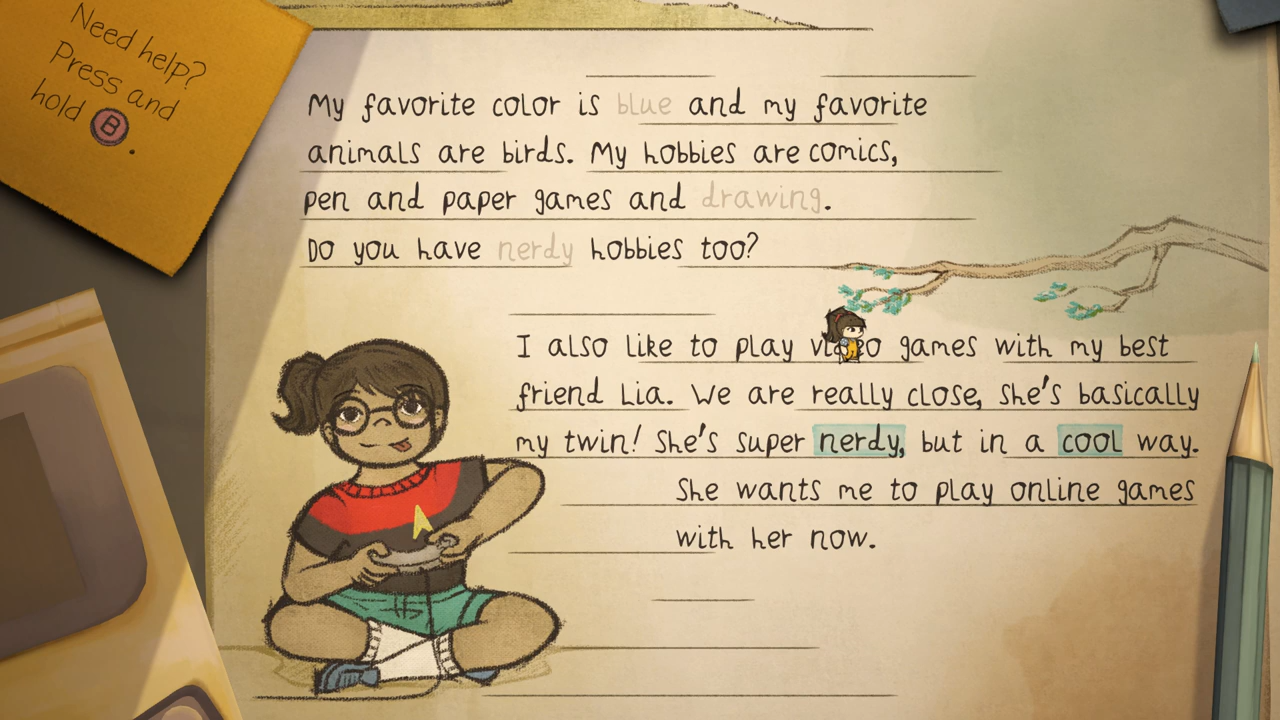 Need help?
Press and
hold B.
My favorite color is blue and my favorite
animals are birds. My hobbies are comics,
pen and paper games and drawing.
Do you have nerdy hobbies too?
I also like to play video games with my best
friend Lia. We are really close, she's basically
my twin! She's super nerdy, but in a cool way.
She wants me to play online games
with her now.